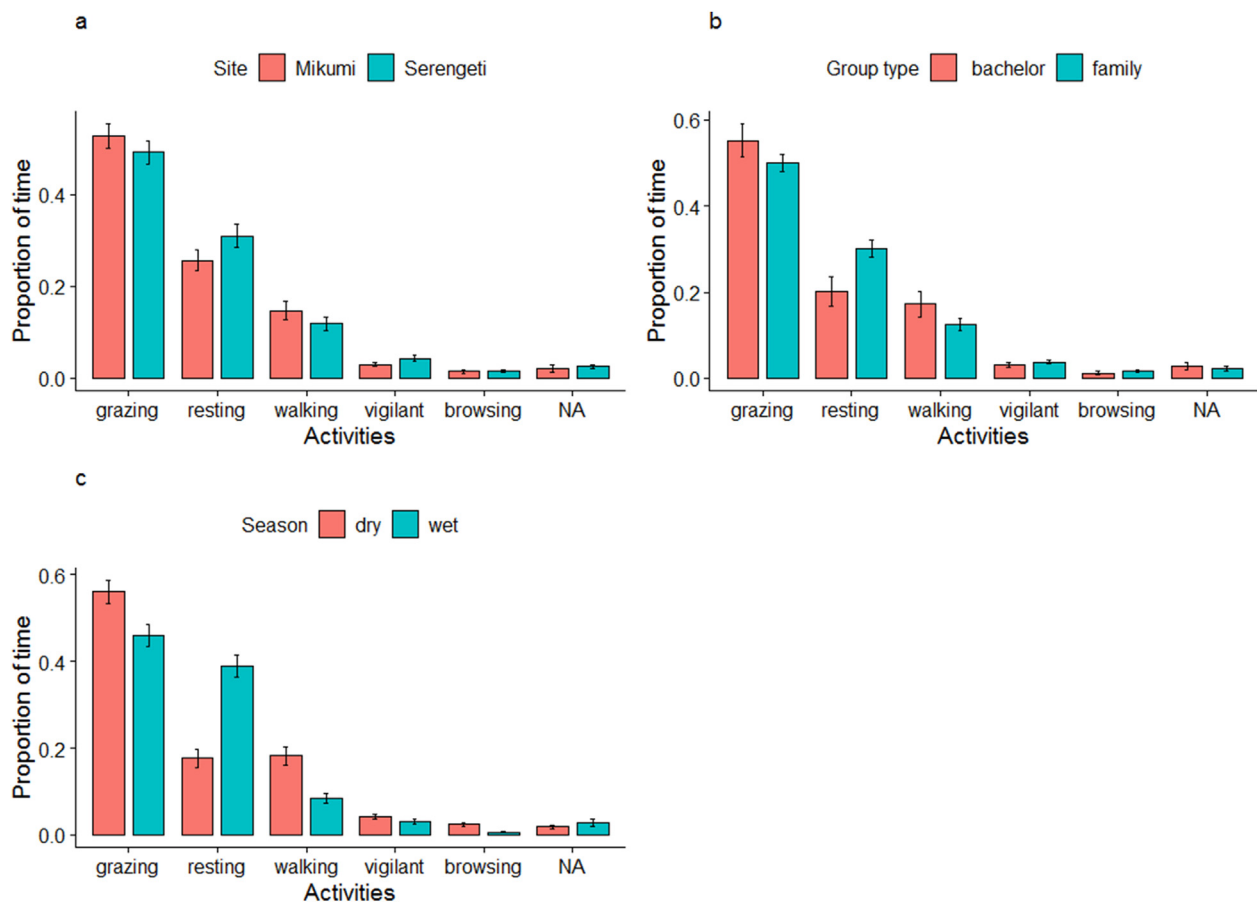 a
Site Mikumi Serengeti
Proportion of time
0.4
0.2
0.0
grazing resting walking vigilant browsing NA
Activities
b
Group type bachelor family
Proportion of time
0.6
0.4
0.2
0.0
grazing resting walking vigilant browsing NA
Activities
c
Season dry wet
Proportion of time
0.6
0.4
0.2
0.0
grazing resting walking vigilant browsing NA
Activities